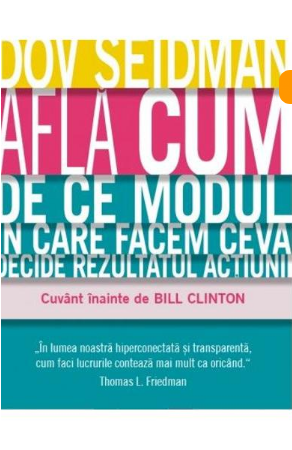 DOV SEIDMAN
AFLĂ CUM
DE CE MODUL
ÎN CARE FACEM CEVA
DECIDE REZULTATUL ACȚIUNII
Cuvânt înainte de BILL CLINTON
„În lumea noastră hiperconectată și transparentă,
cum faci lucrurile contează mai mult ca oricând.“
Thomas L. Friedman